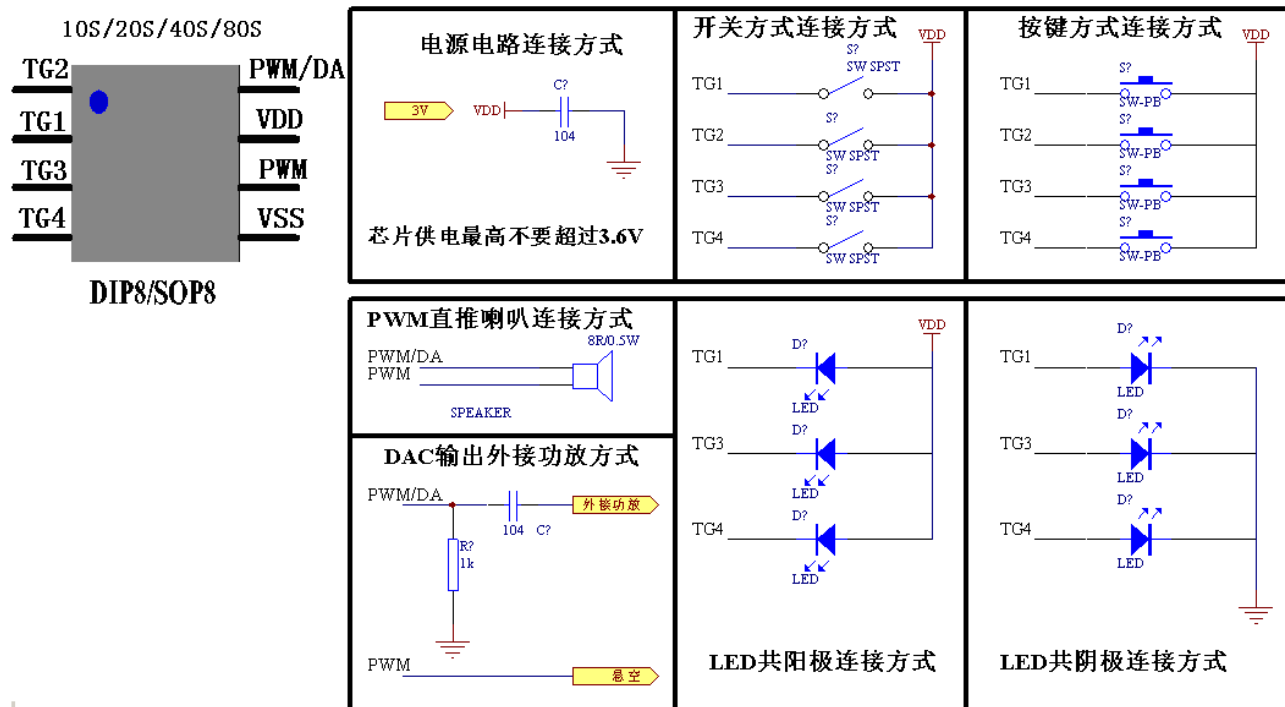 10S/20S/40S/80S
TG2
PWM/DA
TG1
VDD
TG3
PWM
TG4
VSS
DIP8/SOP8
电源电路连接方式
3V
VDD
C?
104
芯片供电最高不要超过3.6V
开关方式连接方式
VDD
S?
SW SPST
TG1
S?
TG2
SW SPST
S?
TG3
SW SPST
S?
TG4
SW SPST
按键方式连接方式
VDD
S?
TG1
SW-PB
S?
TG2
SW-PB
S?
TG3
SW-PB
S?
TG4
SW-PB
PWM直推喇叭连接方式
8R/0.5W
PWM/DA
PWM
SPEAKER
DAC输出外接功放方式
PWM/DA
外接功放
104 C?
R?
1k
PWM
悬空
VDD
D?
TG1
LED
D?
TG3
LED
D?
TG4
LED
LED共阳极连接方式
D?
TG1
LED
D?
TG3
LED
D?
TG4
LED
LED共阴极连接方式